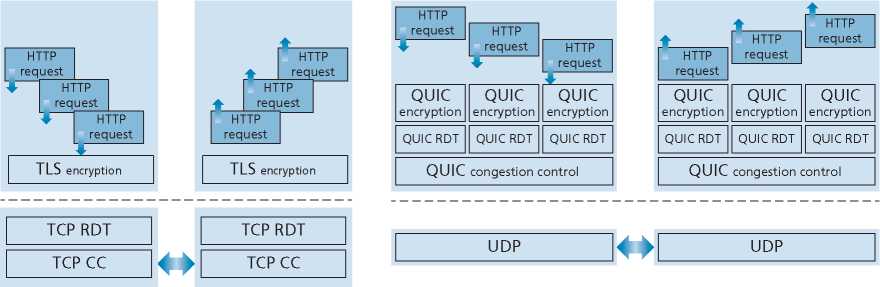 HTTP
request
HTTP
request
HTTP
request
TLS encryption
TCP RDT
TCP CC
HTTP
request
HTTP
request
HTTP
request
TLS encryption
TCP RDT
TCP CC
HTTP
request
HTTP
request
HTTP
request
QUIC
encryption
QUIC
encryption
QUIC
encryption
QUIC RDT
QUIC RDT
QUIC RDT
QUIC congestion control
UDP
HTTP
request
HTTP
request
HTTP
request
QUIC
encryption
QUIC
encryption
QUIC
encryption
QUIC RDT
QUIC RDT
QUIC RDT
QUIC congestion control
UDP